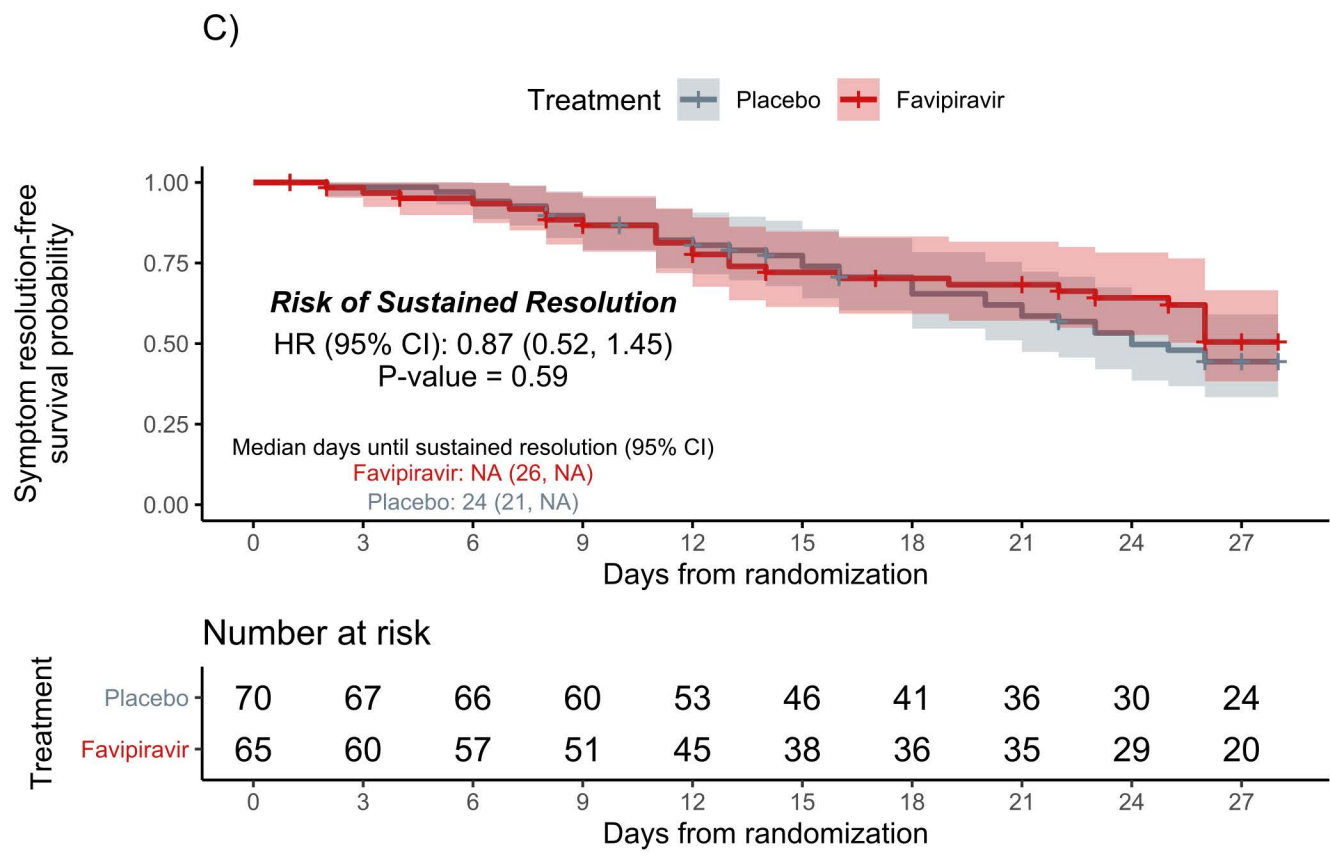 C)
Treatment Placebo Favipiravir
Symptom resolution-free
survival probability
1.00
0.75
0.50
0.25
0.00
Risk of Sustained Resolution
HR (95% CI): 0.87 (0.52, 1.45)
P-value = 0.59
Median days until sustained resolution (95% CI)
Favipiravir: NA (26, NA)
Placebo: 24 (21, NA)
0 3 6 9 12 15 18 21 24 27
Days from randomization
Number at risk
Treatment
Placebo 70 67 66 60 53 46 41 36 30 24
Favipiravir 65 60 57 51 45 38 36 35 29 20
0 3 6 9 12 15 18 21 24 27
Days from randomization